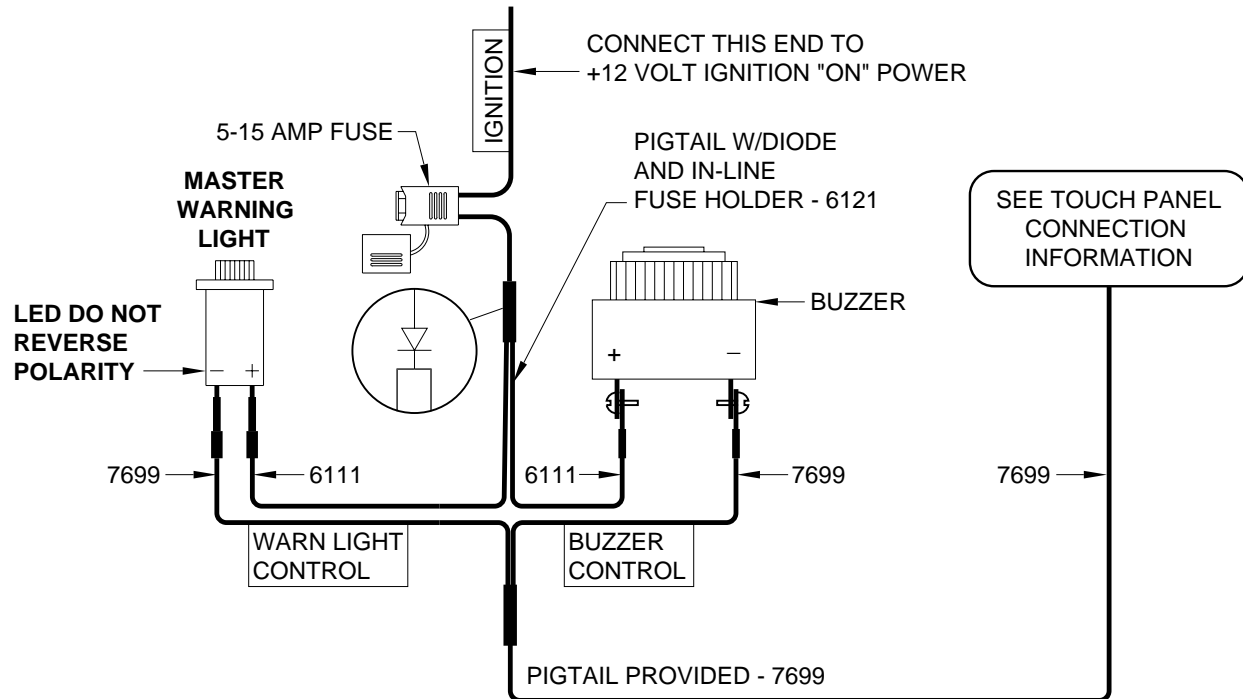 IGNITION
CONNECT THIS END TO
+12 VOLT IGNITION "ON" POWER
5-15 AMP FUSE
PIGTAIL W/DIODE
AND IN-LINE
FUSE HOLDER - 6121
MASTER
WARNING
LIGHT
SEE TOUCH PANEL
CONNECTION
INFORMATION
BUZZER
LED DO NOT
REVERSE
POLARITY
- +
+ -
7699
6111
6111
7699
7699
WARN LIGHT
CONTROL
BUZZER
CONTROL
PIGTAIL PROVIDED - 7699